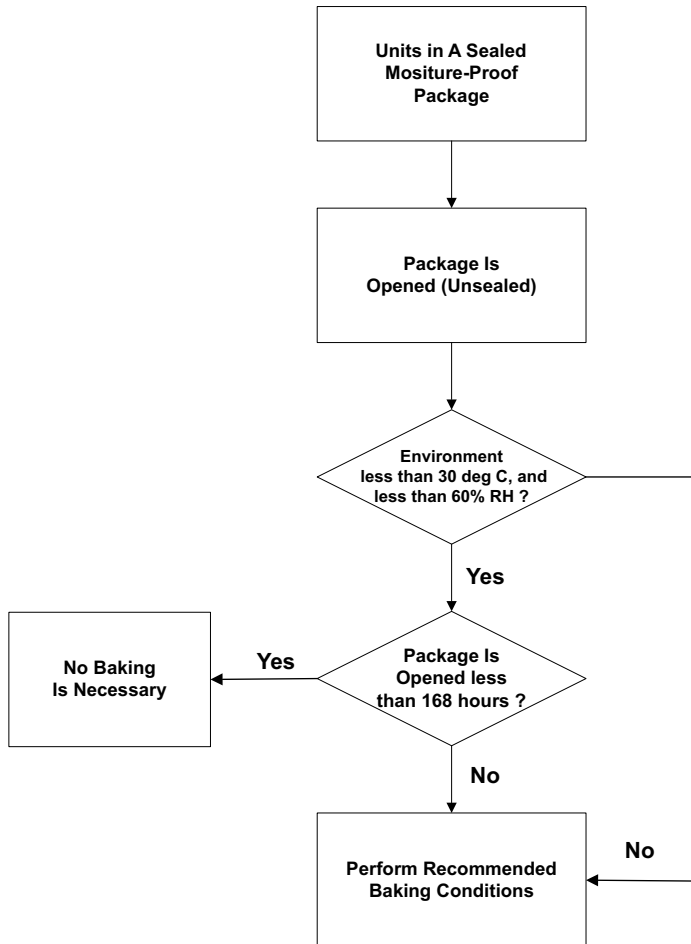 Units in A Sealed
Mositure-Proof
Package
Package Is
Opened (Unsealed)
Environment
less than 30 deg C, and
less than 60% RH ?
Yes
No Baking
Is Necessary
Yes
Package Is
Opened less
than 168 hours ?
No
Perform Recommended
Baking Conditions
No